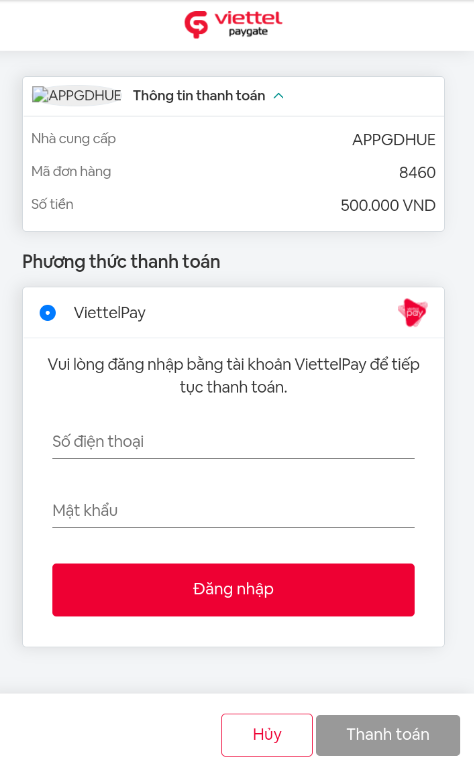 viettel
paygate
APPGDHUE Thông tin thanh toán
Nhà cung cấp APPGDHUE
Mã đơn hàng 8460
Số tiền 500.000 VND
Phương thức thanh toán
ViettelPay pay
Vui lòng đăng nhập bằng tài khoản ViettelPay để tiếp
tục thanh toán.
Số điện thoại
Mật khẩu
Đăng nhập
Hủy Thanh toán